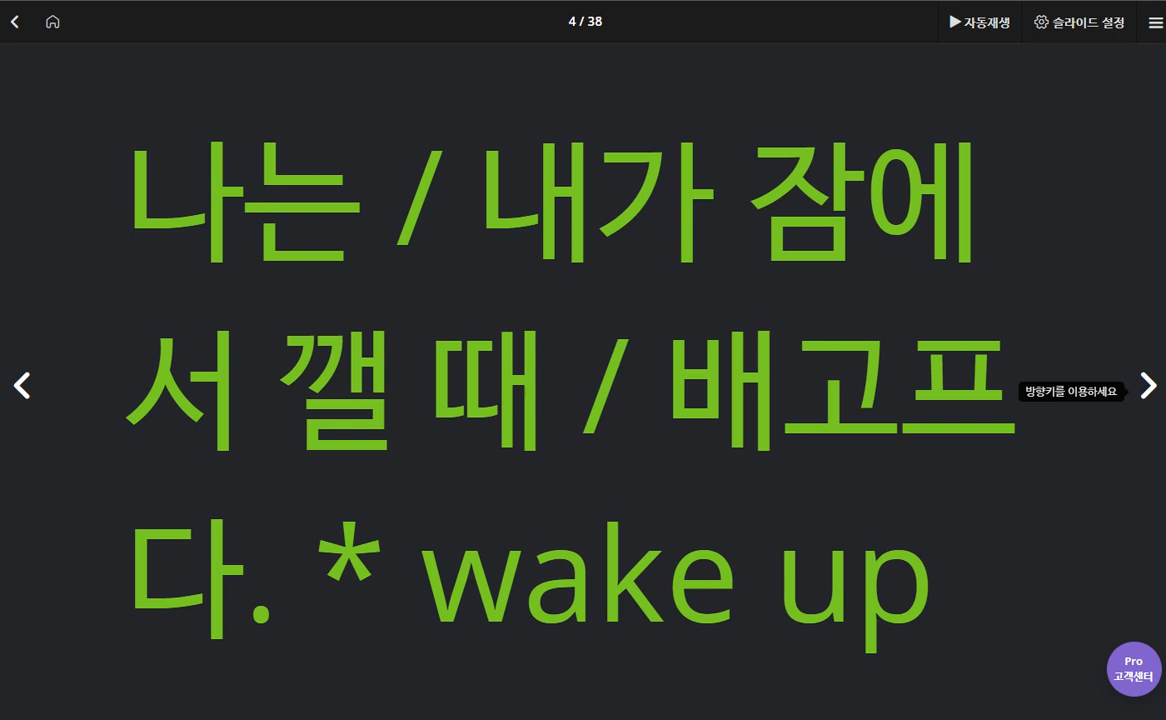 4 / 38
자동재생
슬라이드 설정
나는 / 내가 잠에
서 깰 때 / 배고프
방향키를 이용하세요
다. * wake up
Pro
고객센터